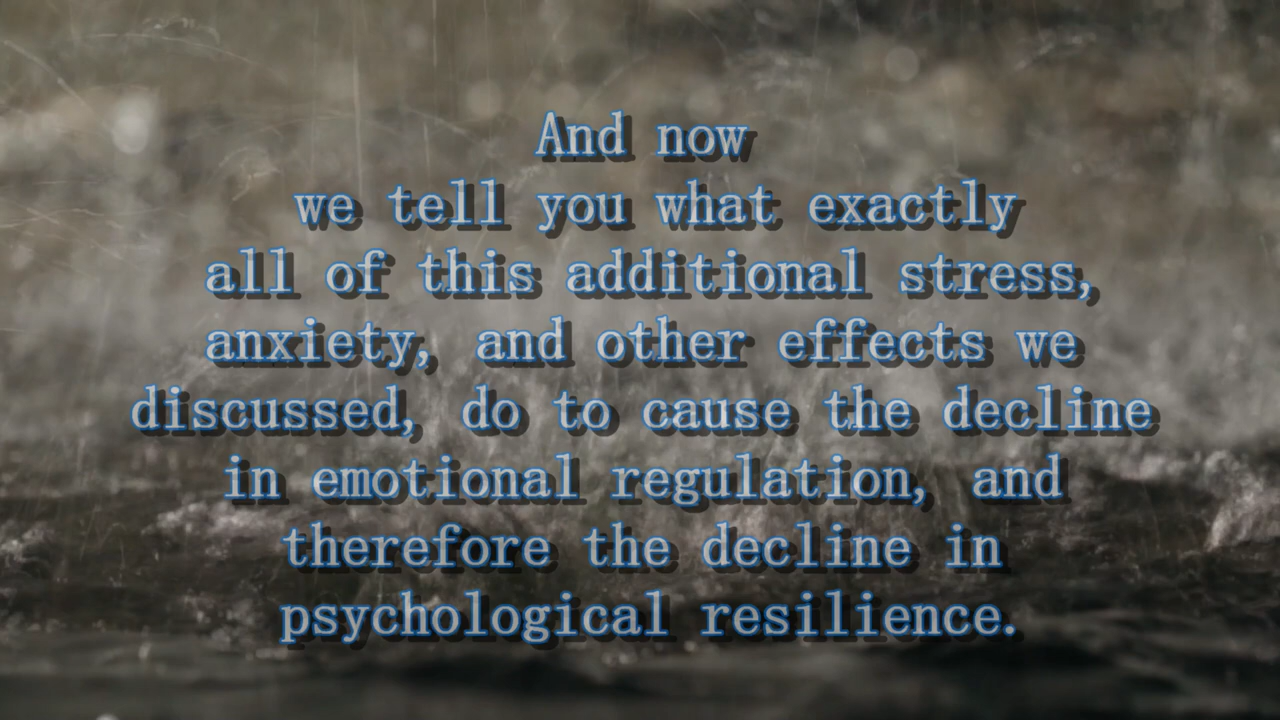 And now
we tell you what exactly
all of this additional stress,
anxiety, and other effects we
discussed, do to cause the decline
in emotional regulation, and
therefore the decline in
psychological resilience.